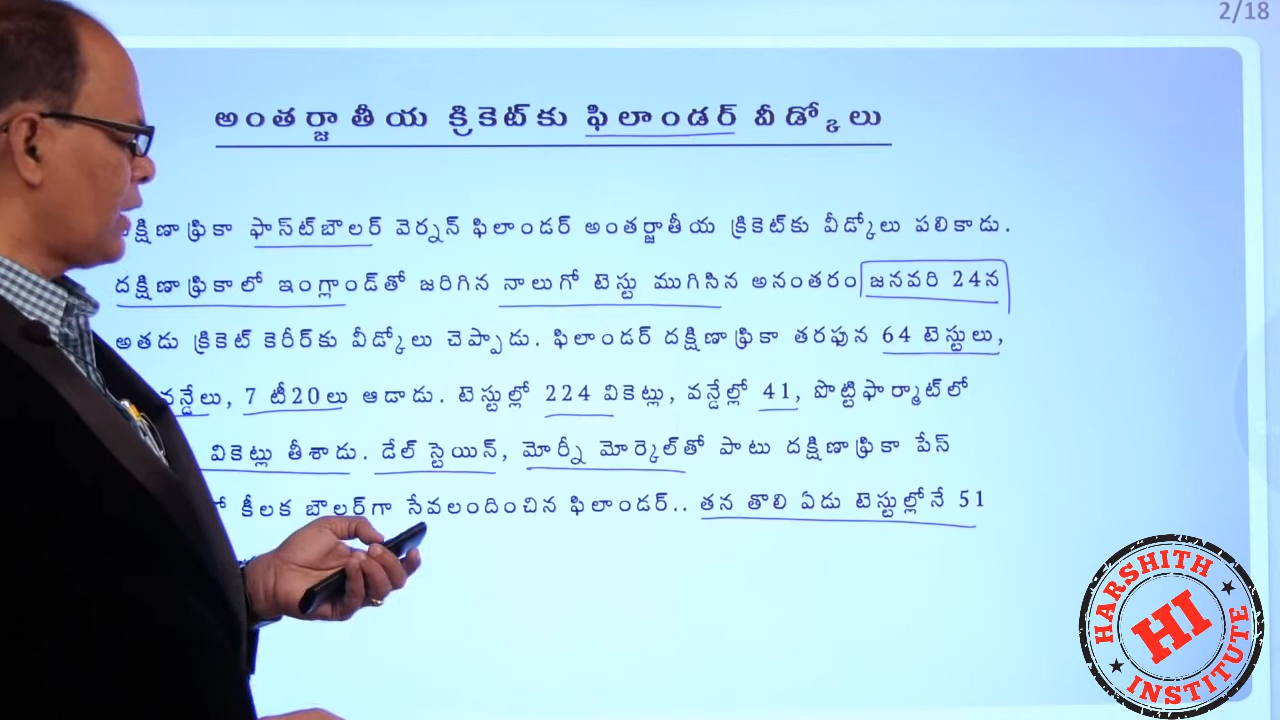 2/18
అంతర్జాతీయ క్రికెట్‌కు ఫిలాండర్ వీడ్కోలు
ఫాస్ట్‌బౌలర్ వెర్నన్ ఫిలాండర్ అంతర్జాతీయ క్రికెట్‌కు వీడ్కోలు పలికాడు.
దక్షిణాఫ్రికాలో ఇంగ్లాండ్‌తో జరిగిన నాలుగో టెస్టు ముగిసిన అనంతరం జనవరి 24న
అతడు క్రికెట్ కెరీర్‌కు వీడ్కోలు చెప్పాడు. ఫిలాండర్ దక్షిణాఫ్రికా తరఫున 64 టెస్టులు,
వన్డేలు, 7 టీ20లు ఆడాడు. టెస్టుల్లో 224 వికెట్లు, వన్డేల్లో 41, పొట్టిఫార్మాట్‌లో
వికెట్లు తీశాడు. డేల్ స్టెయిన్, మోర్నీ మోర్కెల్‌తో పాటు దక్షిణాఫ్రికా పేస్
కీలక బౌలర్‌గా సేవలందించిన ఫిలాండర్.. తన తొలి ఏడు టెస్టుల్లోనే 51
HARSHITH
HI
INSTITUTE